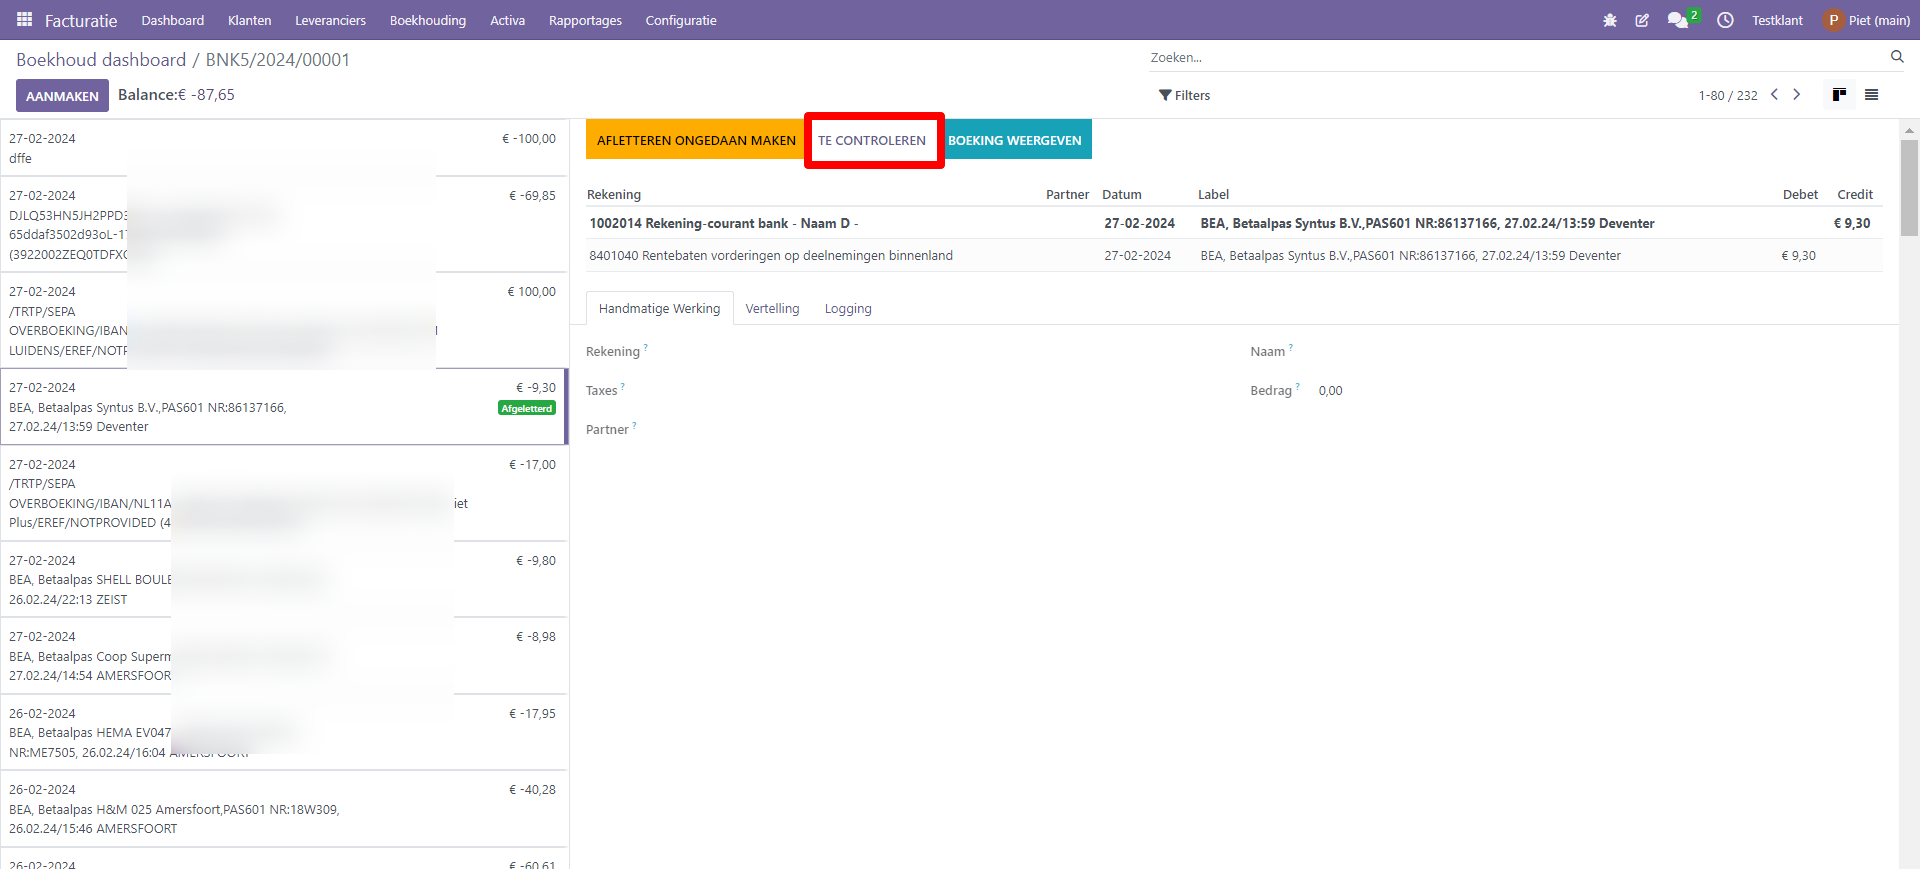 Facturatie Dashboard Klanten Leveranciers Boekhouding Activa Rapportages Configuratie 2 Testklant P Piet (main)
Boekhoud dashboard / BNK5/2024/00001
Zoeken...
AANMAKEN Balance:€ -87,65
Filters
1-80 / 232
27-02-2024 € -100,00
dffe
27-02-2024 € -69,85
DJLQ53HN5JH2PPD3
65ddaf3502d93oL-1
(3922002ZEQ0TDFX
27-02-2024 € 100,00
/TRTP/SEPA
OVERBOEKING/IBAN
LUIDENS/EREF/NOTP
27-02-2024 € -9,30
BEA, Betaalpas Syntus B.V.,PAS601 NR:86137166, Afgeletterd
27.02.24/13:59 Deventer
27-02-2024 € -17,00
/TRTP/SEPA
OVERBOEKING/IBAN/NL11A iet
Plus/EREF/NOTPROVIDED (4
27-02-2024 € -9,80
BEA, Betaalpas SHELL BOULE
26.02.24/22:13 ZEIST
27-02-2024 € -8,98
BEA, Betaalpas Coop Superm
27.02.24/14:54 AMERSFOOR
26-02-2024 € -17,95
BEA, Betaalpas HEMA EV047
NR:ME7505, 26.02.24/16:04 AMERSFOORT
26-02-2024 € -40,28
BEA, Betaalpas H&M 025 Amersfoort,PAS601 NR:18W309,
26.02.24/15:46 AMERSFOORT
26-02-2024 € -60,61
AFLETTEREN ONGEDAAN MAKEN TE CONTROLEREN BOEKING WEERGEVEN
Rekening Partner Datum Label Debet Credit
1002014 Rekening-courant bank - Naam D - 27-02-2024 BEA, Betaalpas Syntus B.V.,PAS601 NR:86137166, 27.02.24/13:59 Deventer € 9,30
8401040 Rentebaten vorderingen op deelnemingen binnenland 27-02-2024 BEA, Betaalpas Syntus B.V.,PAS601 NR:86137166, 27.02.24/13:59 Deventer € 9,30
Handmatige Werking Vertelling Logging
Rekening ? Naam ?
Taxes ? Bedrag ? 0,00
Partner ?